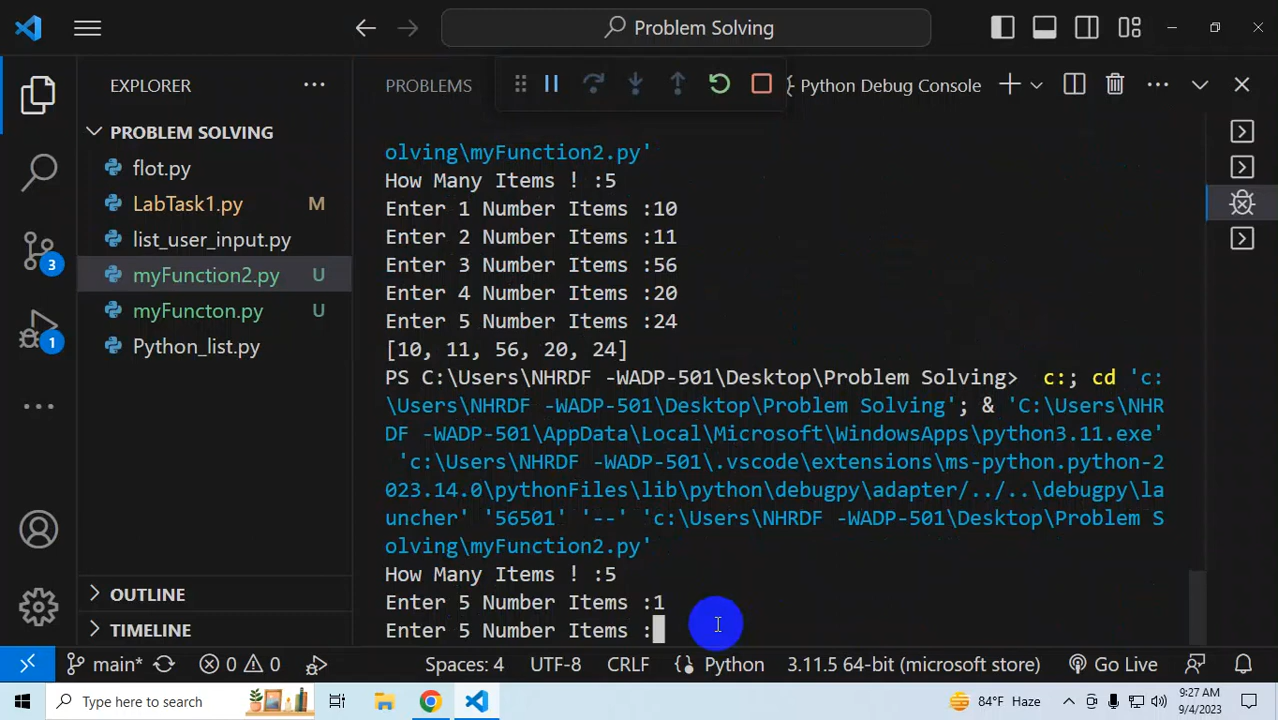 Problem Solving
EXPLORER
PROBLEMS
Python Debug Console
PROBLEM SOLVING
flot.py
LabTask1.py M
list_user_input.py
myFunction2.py U
myFuncton.py U
Python_list.py
OUTLINE
TIMELINE
3
1
olving\myFunction2.py'
How Many Items ! :5
Enter 1 Number Items :10
Enter 2 Number Items :11
Enter 3 Number Items :56
Enter 4 Number Items :20
Enter 5 Number Items :24
[10, 11, 56, 20, 24]
PS C:\Users\NHRDF -WADP-501\Desktop\Problem Solving>  c:; cd 'c:
\Users\NHRDF -WADP-501\Desktop\Problem Solving'; & 'C:\Users\NHR
DF -WADP-501\AppData\Local\Microsoft\WindowsApps\python3.11.exe'
'c:\Users\NHRDF -WADP-501\.vscode\extensions\ms-python.python-2
023.14.0\pythonFiles\lib\python\debugpy\adapter/../..\debugpy\la
uncher' '56501' '--' 'c:\Users\NHRDF -WADP-501\Desktop\Problem S
olving\myFunction2.py'
How Many Items ! :5
Enter 5 Number Items :1
Enter 5 Number Items :
main* 0 0 Spaces: 4 UTF-8 CRLF Python 3.11.5 64-bit (microsoft store) Go Live
Type here to search 84°F Haze 9:27 AM
9/4/2023